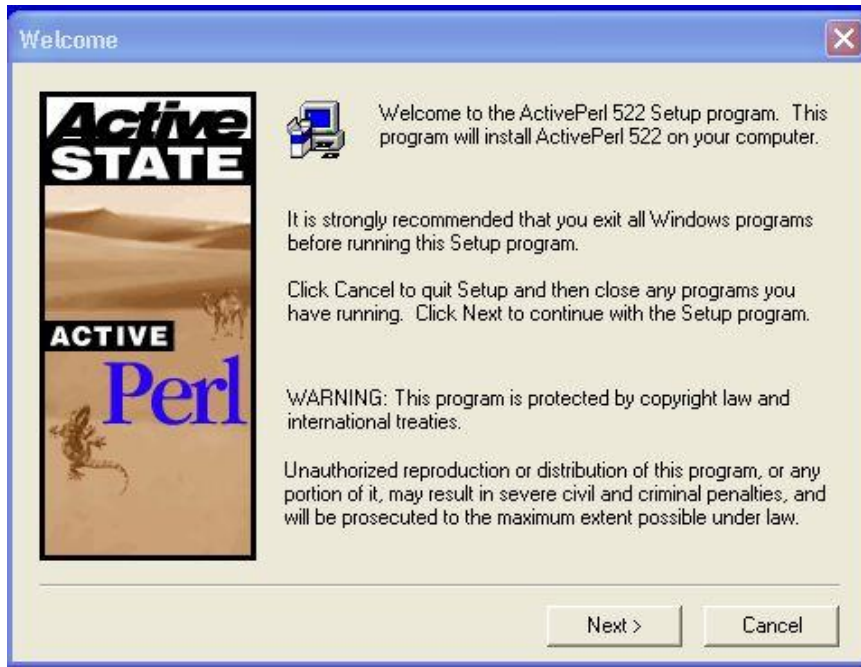 Welcome
Active
STATE
ACTIVE
Perl
Welcome to the ActivePerl 522 Setup program. This
program will install ActivePerl 522 on your computer.
It is strongly recommended that you exit all Windows programs
before running this Setup program.
Click Cancel to quit Setup and then close any programs you
have running. Click Next to continue with the Setup program.
WARNING: This program is protected by copyright law and
international treaties.
Unauthorized reproduction or distribution of this program, or any
portion of it, may result in severe civil and criminal penalties, and
will be prosecuted to the maximum extent possible under law.
Next >
Cancel